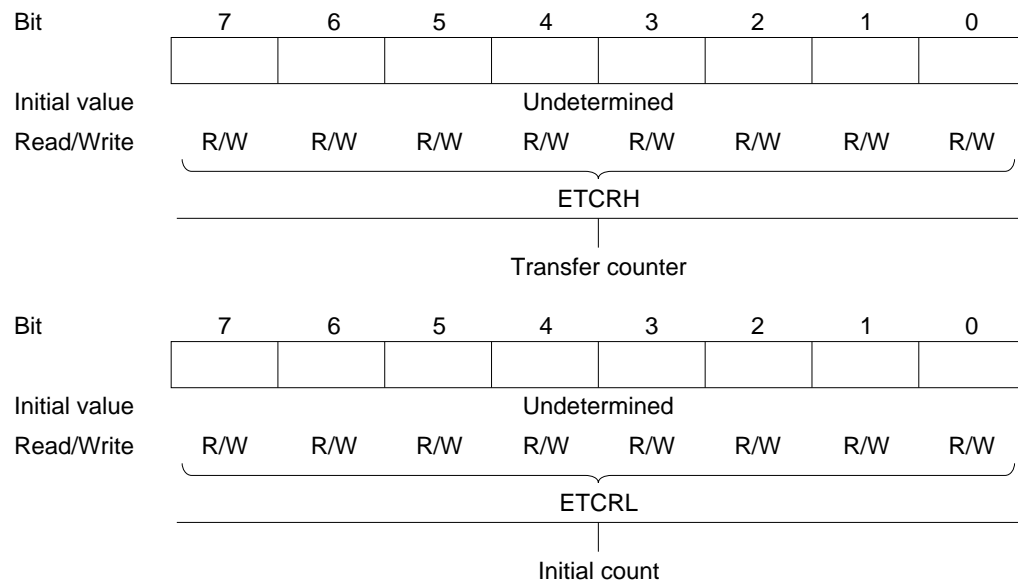 Bit 7 6 5 4 3 2 1 0
Initial value Undetermined
Read/Write R/W R/W R/W R/W R/W R/W R/W R/W
ETCRH
Transfer counter
Bit 7 6 5 4 3 2 1 0
Initial value Undetermined
Read/Write R/W R/W R/W R/W R/W R/W R/W R/W
ETCRL
Initial count